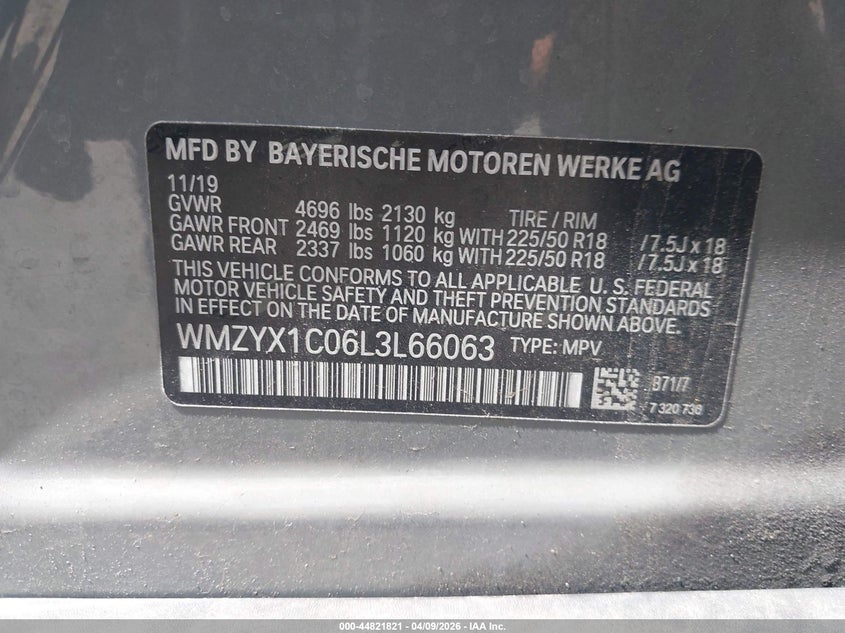 MFD BY BAYERISCHE MOTOREN WERKE AG
11/19
GVWR 4696 lbs 2130 kg TIRE / RIM
GAWR FRONT 2469 lbs 1120 kg WITH 225/50 R18 /7.5J x 18
GAWR REAR 2337 lbs 1060 kg WITH 225/50 R18 /7.5J x 18
THIS VEHICLE CONFORMS TO ALL APPLICABLE U. S. FEDERAL
MOTOR VEHICLE SAFETY AND THEFT PREVENTION STANDARDS
IN EFFECT ON THE DATE OF MANUFACTURE SHOWN ABOVE.
WMZYX1C06L3L66063 TYPE: MPV
B71/7
7 320 736
000-44821821 | 04/09/2026 - IAA Inc.